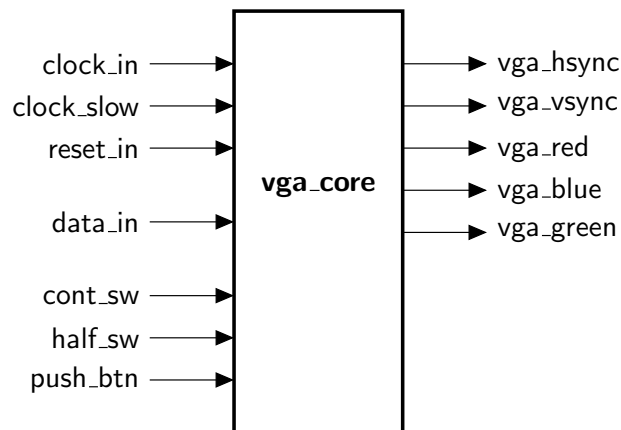 clock_in
clock_slow
reset_in
data_in
cont_sw
half_sw
push_btn
vga_core
vga_hsync
vga_vsync
vga_red
vga_blue
vga_green